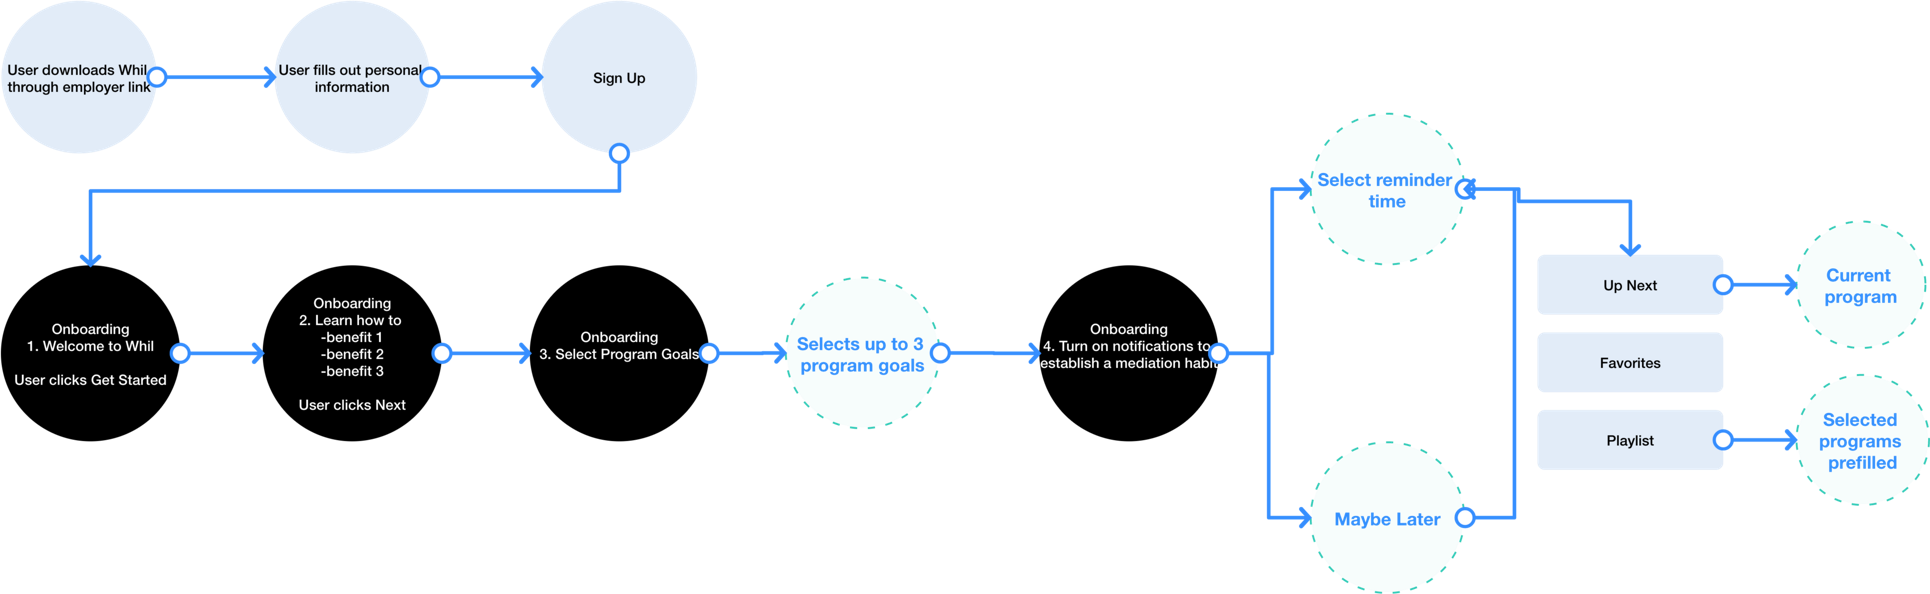 User downloads Whil
through employer link
User fills out personal
information
Sign Up
Onboarding
1. Welcome to Whil
User clicks Get Started
Onboarding
2. Learn how to
-benefit 1
-benefit 2
-benefit 3
User clicks Next
Onboarding
3. Select Program Goals
Selects up to 3
program goals
Onboarding
4. Turn on notifications to
establish a mediation habit
Select reminder
time
Maybe Later
Up Next
Favorites
Playlist
Current
program
Selected
programs
prefilled